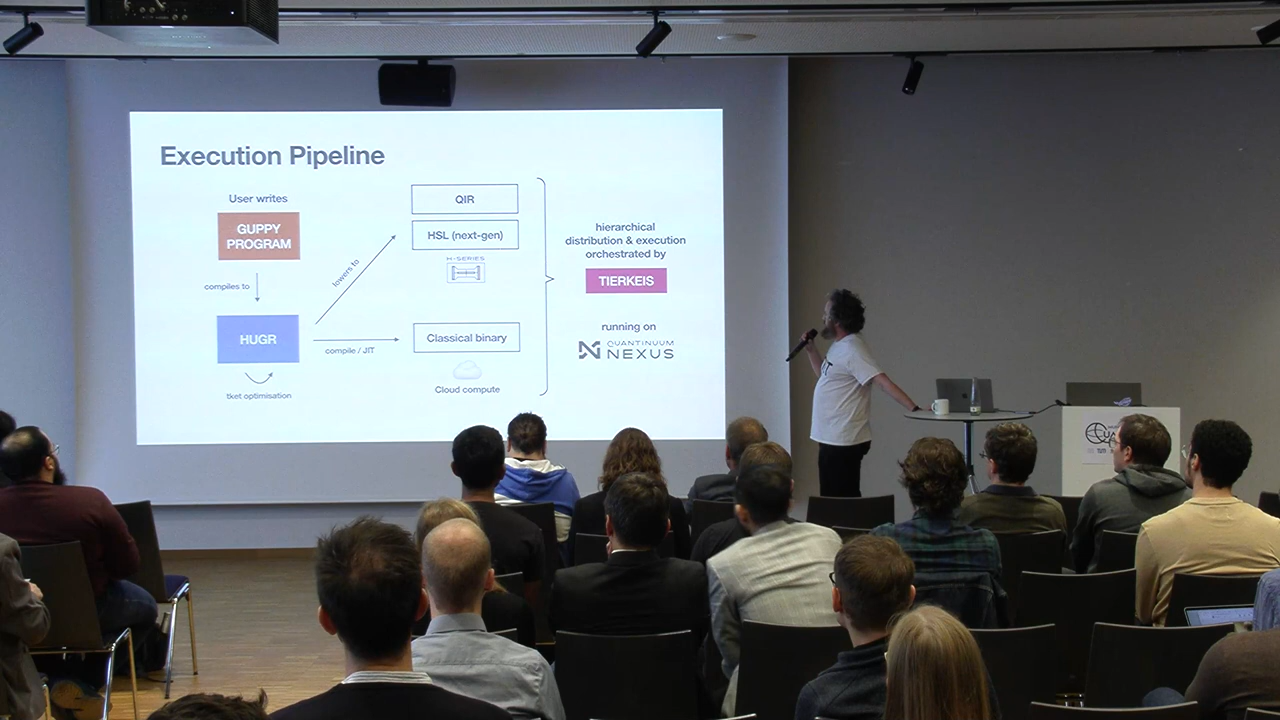 Execution Pipeline
User writes
GUPPY
PROGRAM
compiles to
HUGR
tket optimisation
lowers to
compile / JIT
QIR
HSL (next-gen)
H-SERIES
Classical binary
Cloud compute
hierarchical
distribution & execution
orchestrated by
TIERKEIS
running on
QUANTINUUM
NEXUS